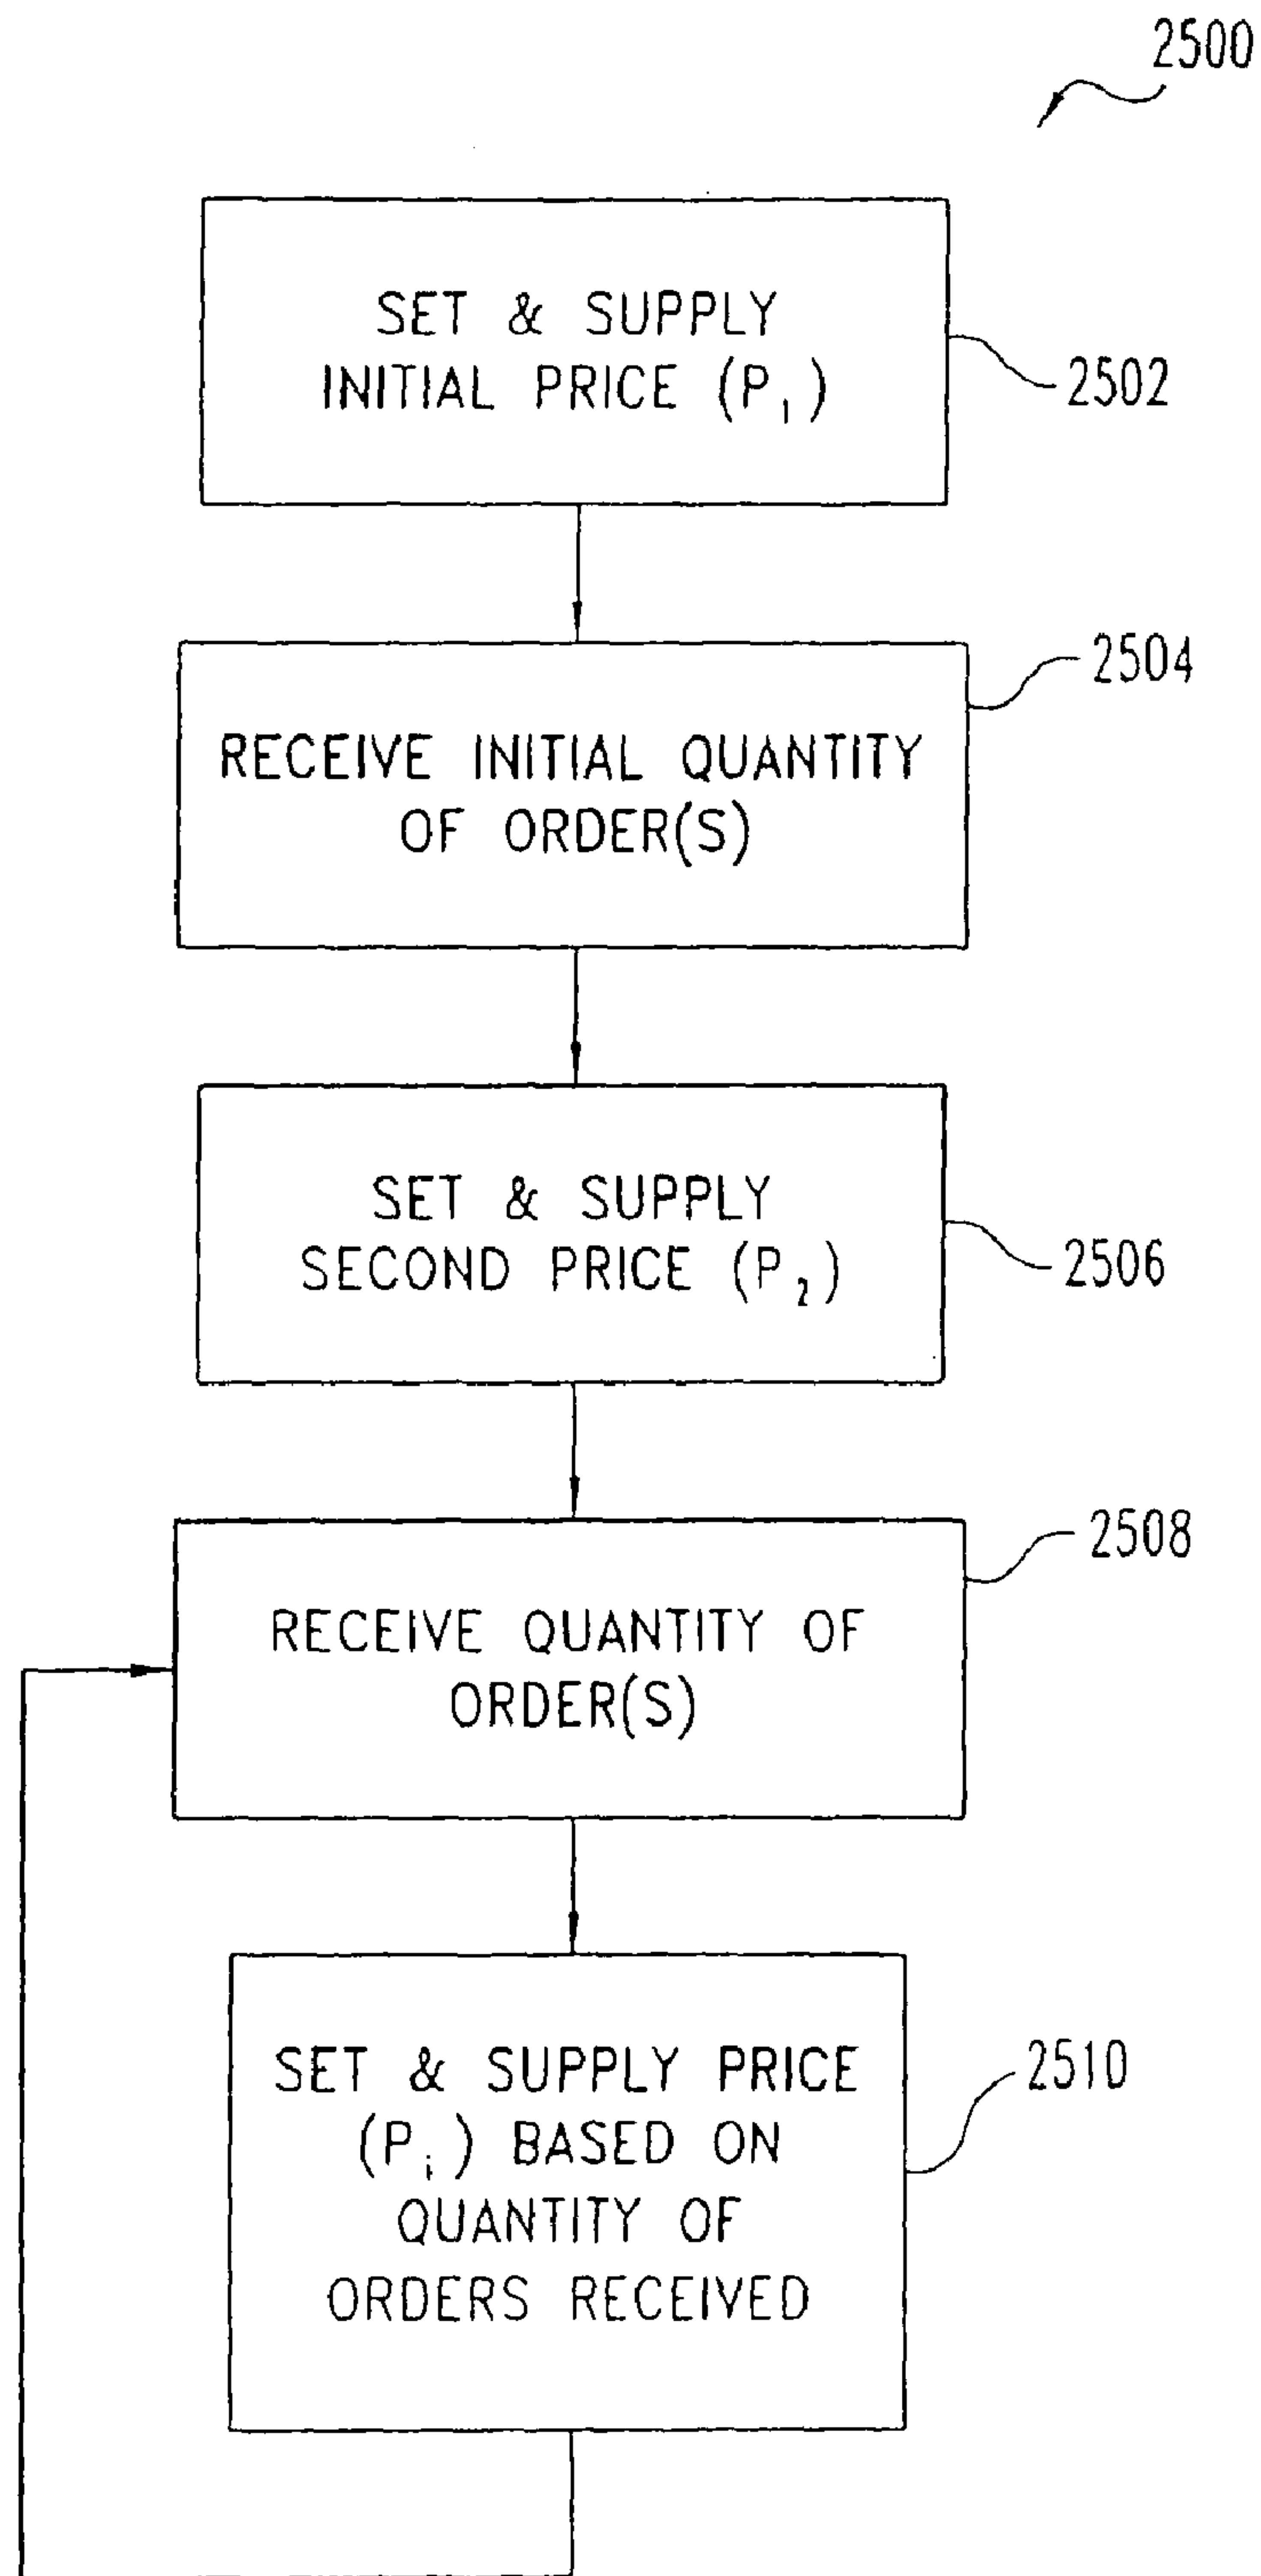 2500
SET & SUPPLY
INITIAL PRICE (P₁)
2502
2504
RECEIVE INITIAL QUANTITY
OF ORDER(S)
SET & SUPPLY
SECOND PRICE (P₂)
2506
2508
RECEIVE QUANTITY OF
ORDER(S)
SET & SUPPLY PRICE
(Pᵢ) BASED ON
QUANTITY OF
ORDERS RECEIVED
2510